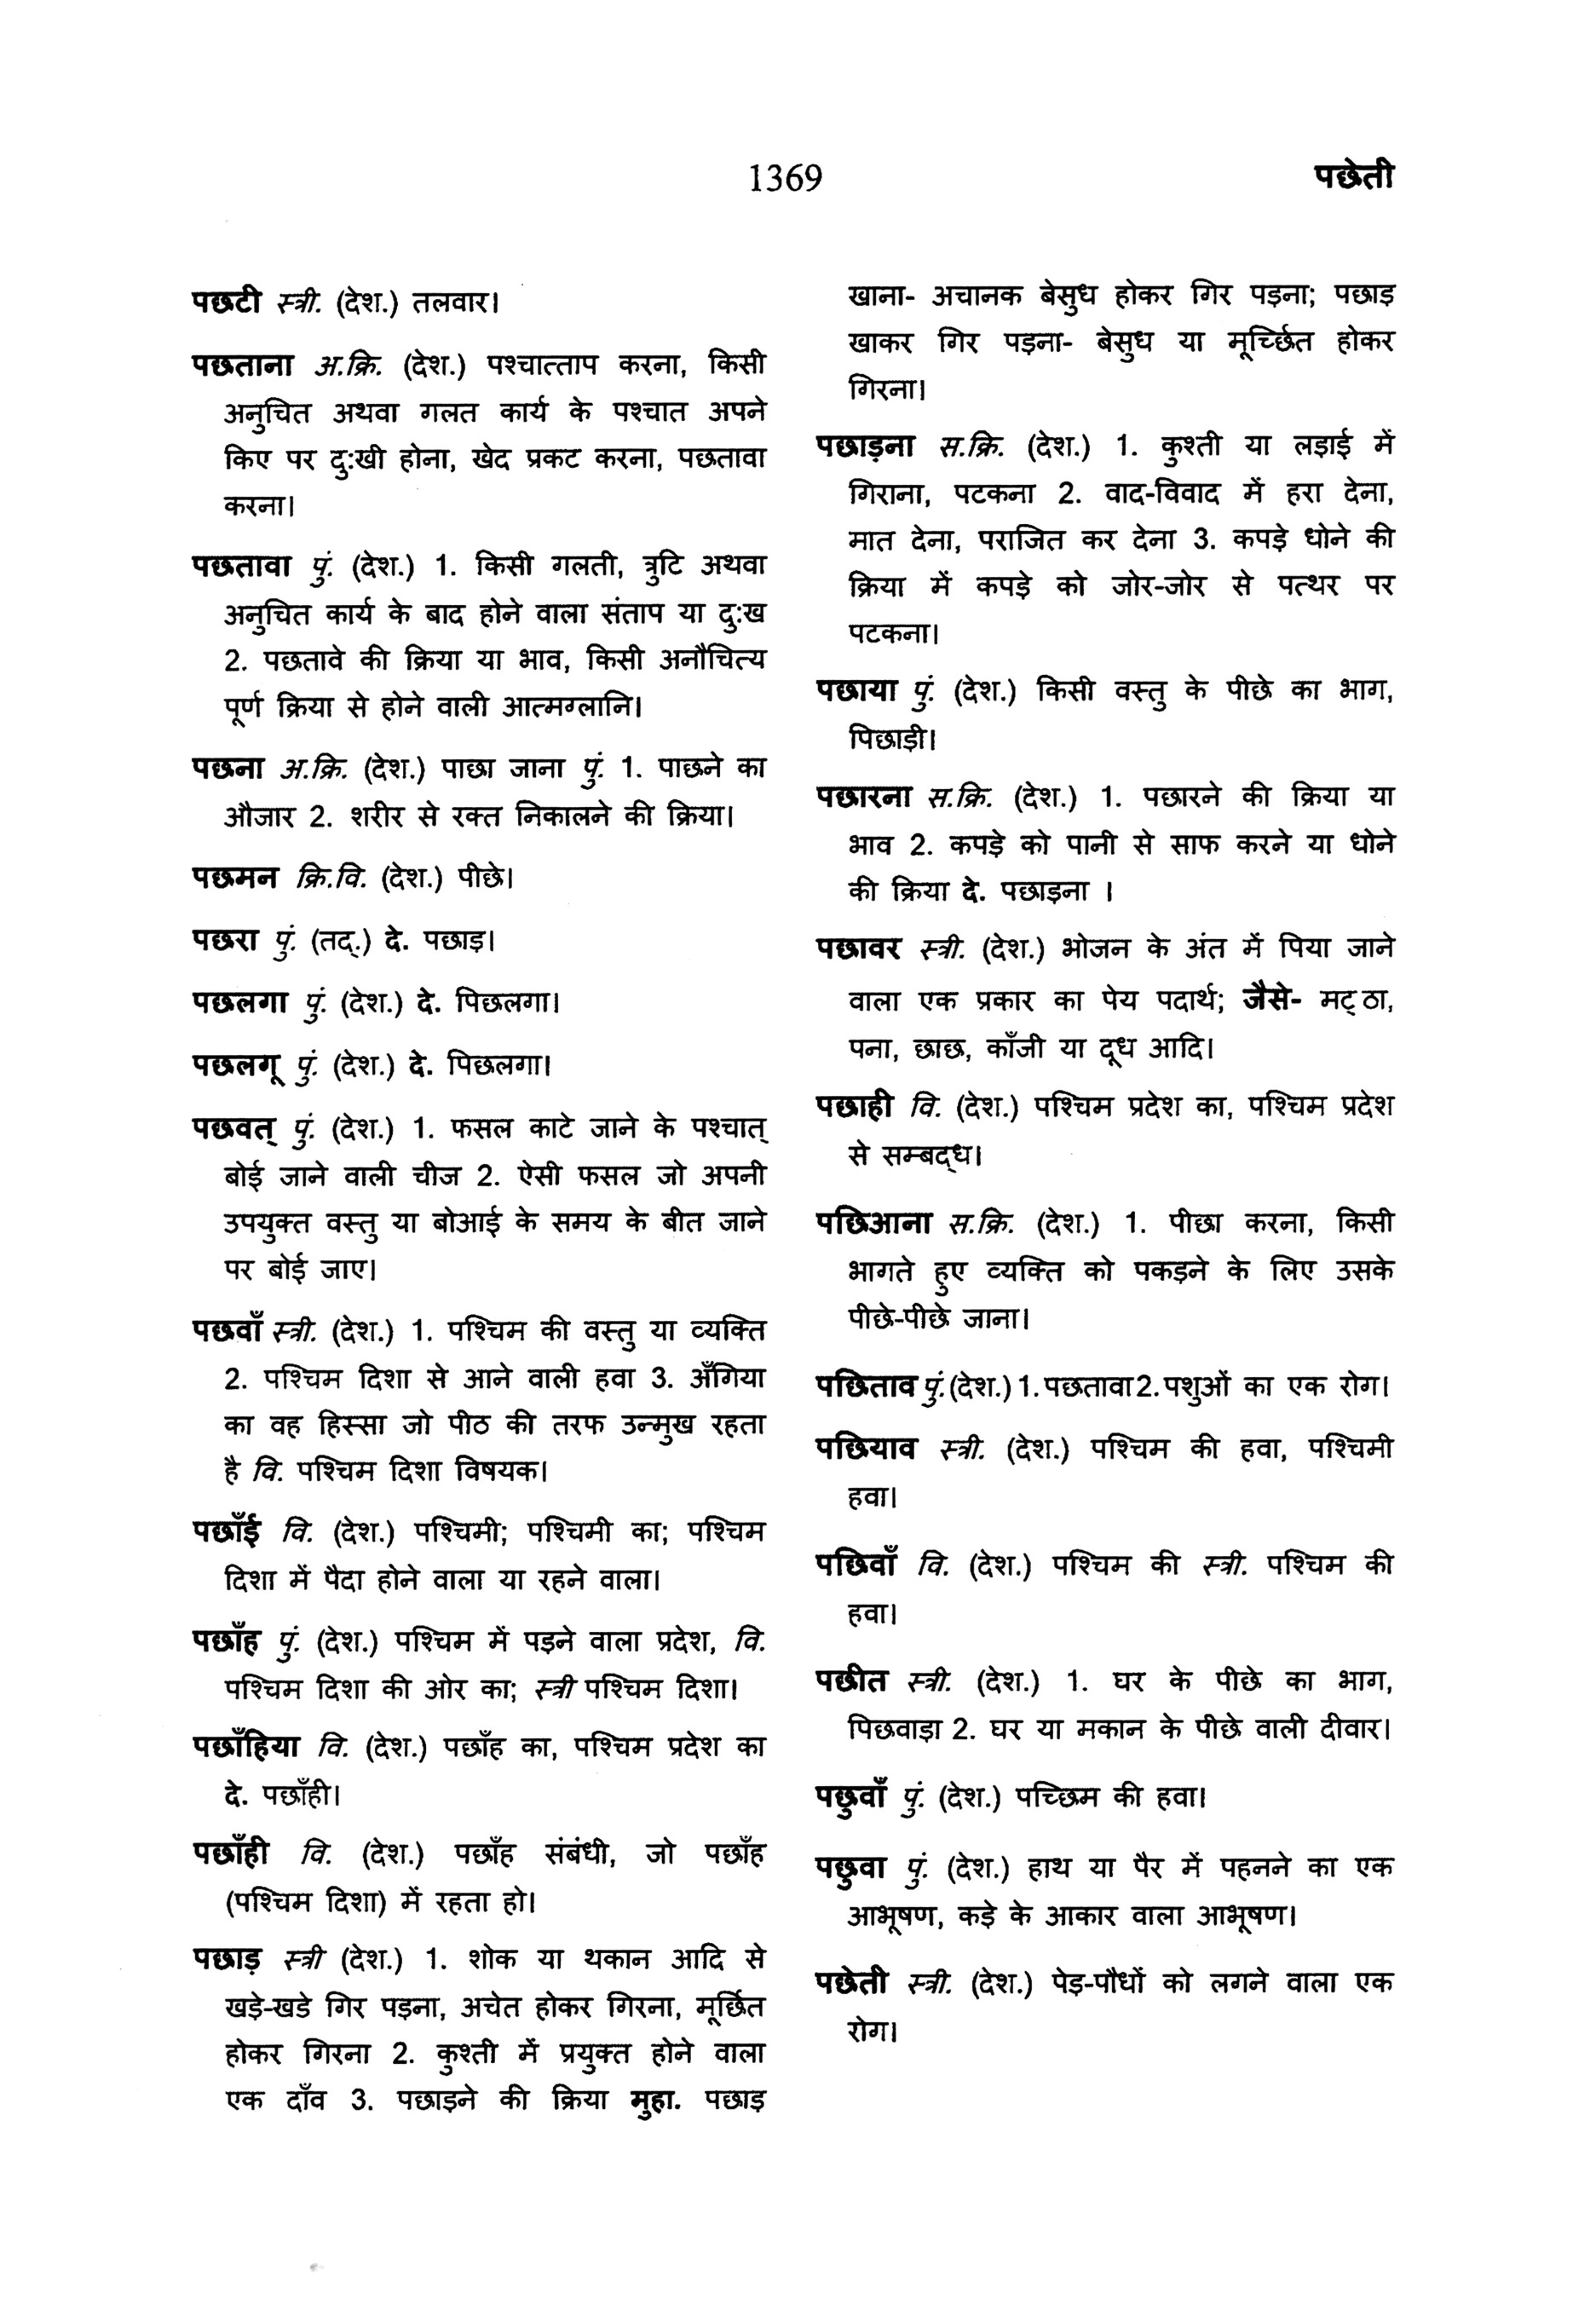 1369
पछेती
पछटी स्त्री. (देश.) तलवार।
पछताना अ.क्रि. (देश.) पश्चात्ताप करना, किसी
अनुचित अथवा गलत कार्य के पश्चात अपने
किए पर दु:खी होना, खेद प्रकट करना, पछतावा
करना।
पछतावा पुं. (देश.) 1. किसी गलती, त्रुटि अथवा
अनुचित कार्य के बाद होने वाला संताप या दु:ख
2. पछतावे की क्रिया या भाव, किसी अनौचित्य
पूर्ण क्रिया से होने वाली आत्मग्लानि।
पछना अ.क्रि. (देश.) पाछा जाना पुं. 1. पाछने का
औजार 2. शरीर से रक्त निकालने की क्रिया।
पछमन क्रि.वि. (देश.) पीछे।
पछरा पुं. (तद्.) दे. पछाड़।
पछलगा पुं. (देश.) दे. पिछलगा।
पछलगू पुं. (देश.) दे. पिछलगा।
पछवत् पुं. (देश.) 1. फसल काटे जाने के पश्चात्
बोई जाने वाली चीज 2. ऐसी फसल जो अपनी
उपयुक्त वस्तु या बोआई के समय के बीत जाने
पर बोई जाए।
पछवाँ स्त्री. (देश.) 1. पश्चिम की वस्तु या व्यक्ति
2. पश्चिम दिशा से आने वाली हवा 3. अँगिया
का वह हिस्सा जो पीठ की तरफ उन्मुख रहता
है वि. पश्चिम दिशा विषयक।
पछाँई वि. (देश.) पश्चिमी; पश्चिमी का; पश्चिम
दिशा में पैदा होने वाला या रहने वाला।
पछाँह पुं. (देश.) पश्चिम में पड़ने वाला प्रदेश, वि.
पश्चिम दिशा की ओर का; स्त्री पश्चिम दिशा।
पछाँहिया वि. (देश.) पछाँह का, पश्चिम प्रदेश का
दे. पछाँही।
पछाँही वि. (देश.) पछाँह संबंधी, जो पछाँह
(पश्चिम दिशा) में रहता हो।
पछाड़ स्त्री (देश.) 1. शोक या थकान आदि से
खड़े-खडे गिर पड़ना, अचेत होकर गिरना, मूर्छित
होकर गिरना 2. कुश्ती में प्रयुक्त होने वाला
एक दाँव 3. पछाड़ने की क्रिया मुहा. पछाड़
खाना- अचानक बेसुध होकर गिर पड़ना; पछाड़
खाकर गिर पड़ना- बेसुध या मूर्च्छित होकर
गिरना।
पछाड़ना स.क्रि. (देश.) 1. कुश्ती या लड़ाई में
गिराना, पटकना 2. वाद-विवाद में हरा देना,
मात देना, पराजित कर देना 3. कपड़े धोने की
क्रिया में कपड़े को जोर-जोर से पत्थर पर
पटकना।
पछाया पुं. (देश.) किसी वस्तु के पीछे का भाग,
पिछाड़ी।
पछारना स.क्रि. (देश.) 1. पछारने की क्रिया या
भाव 2. कपड़े को पानी से साफ करने या धोने
की क्रिया दे. पछाड़ना ।
पछावर स्त्री. (देश.) भोजन के अंत में पिया जाने
वाला एक प्रकार का पेय पदार्थ; जैसे- मट्ठा,
पना, छाछ, काँजी या दूध आदि।
पछाही वि. (देश.) पश्चिम प्रदेश का, पश्चिम प्रदेश
से सम्बद्ध।
पछिआना स.क्रि. (देश.) 1. पीछा करना, किसी
भागते हुए व्यक्ति को पकड़ने के लिए उसके
पीछे-पीछे जाना।
पछिताव पुं. (देश.) 1. पछतावा 2. पशुओं का एक रोग।
पछियाव स्त्री. (देश.) पश्चिम की हवा, पश्चिमी
हवा।
पछिवाँ वि. (देश.) पश्चिम की स्त्री. पश्चिम की
हवा।
पछीत स्त्री. (देश.) 1. घर के पीछे का भाग,
पिछवाड़ा 2. घर या मकान के पीछे वाली दीवार।
पछुवाँ पुं. (देश.) पच्छिम की हवा।
पछुवा पुं. (देश.) हाथ या पैर में पहनने का एक
आभूषण, कड़े के आकार वाला आभूषण।
पछेती स्त्री. (देश.) पेड़-पौधों को लगने वाला एक
रोग।